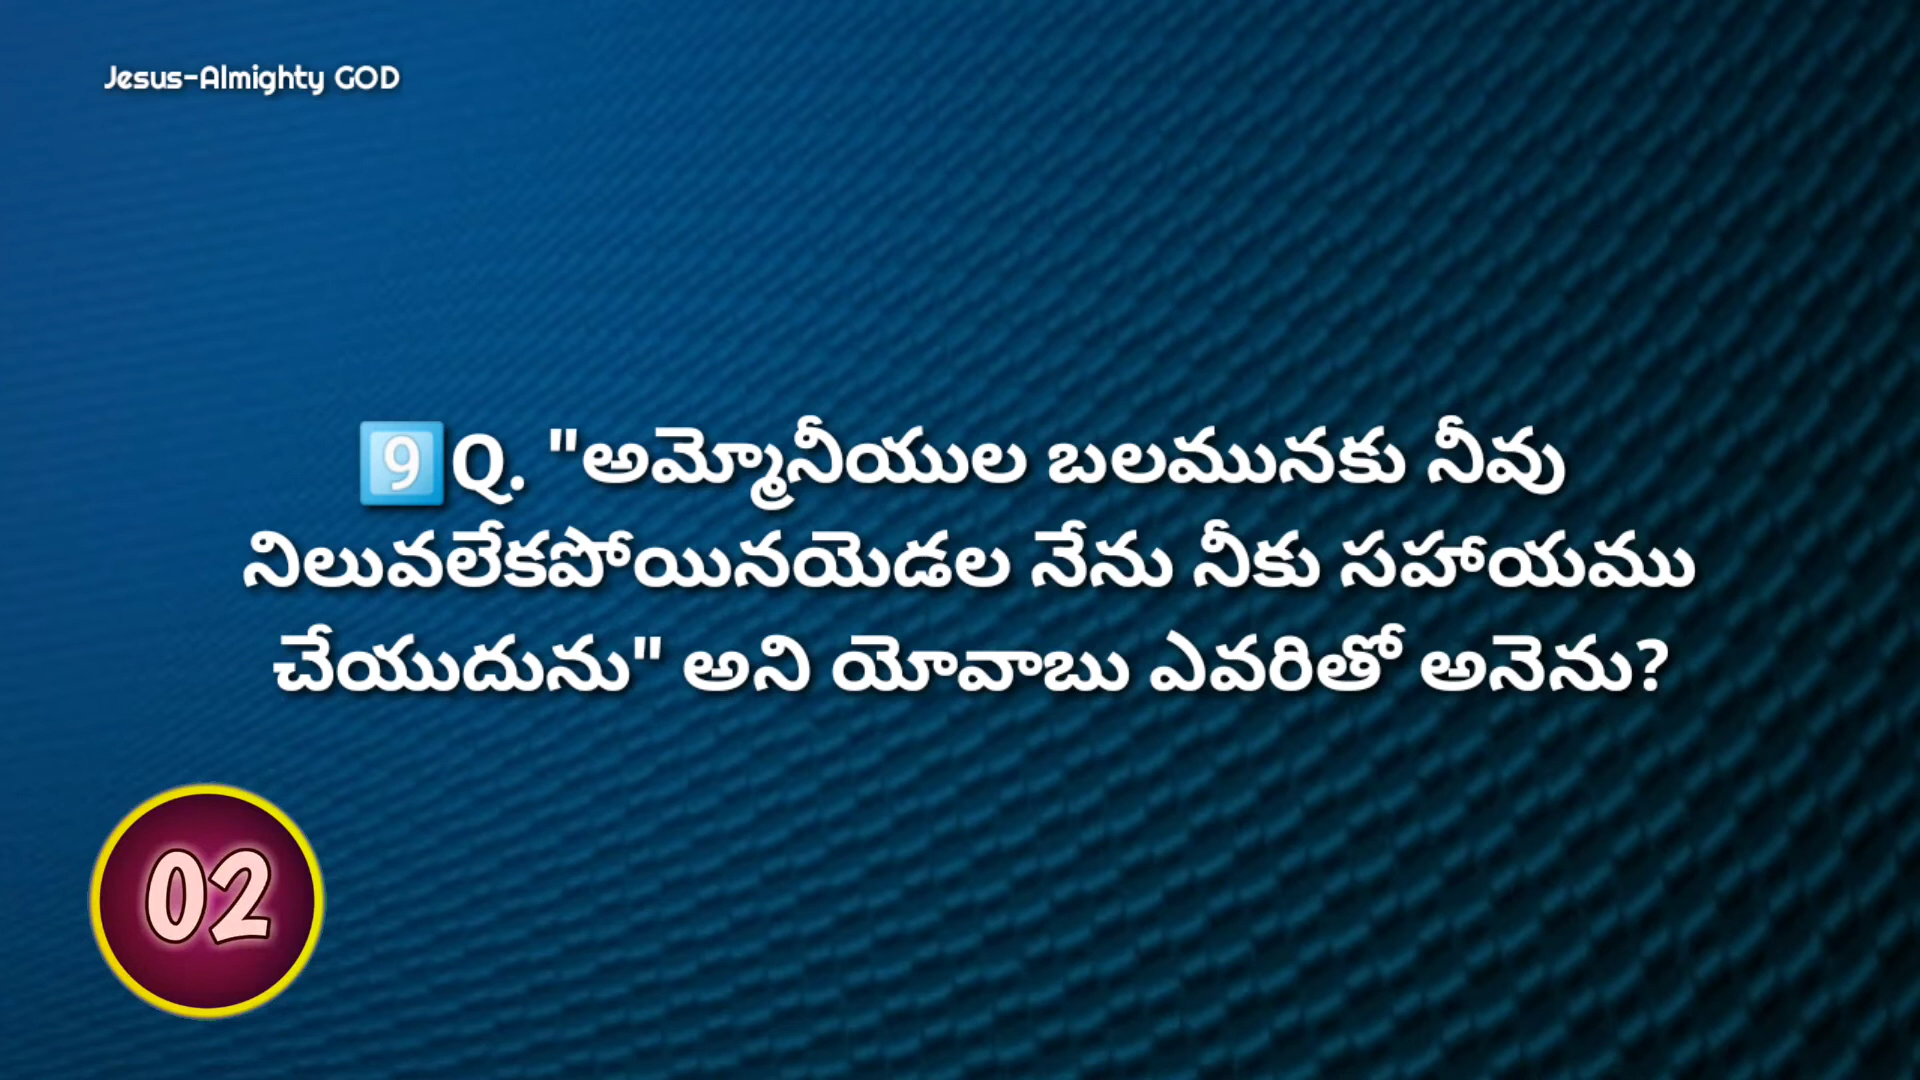 Jesus-Almighty GOD
9Q. "అమ్మోనీయుల బలమునకు నీవు
నిలువలేకపోయినయెడల నేను నీకు సహాయము
చేయుదును" అని యోవాబు ఎవరితో అనెను?
02